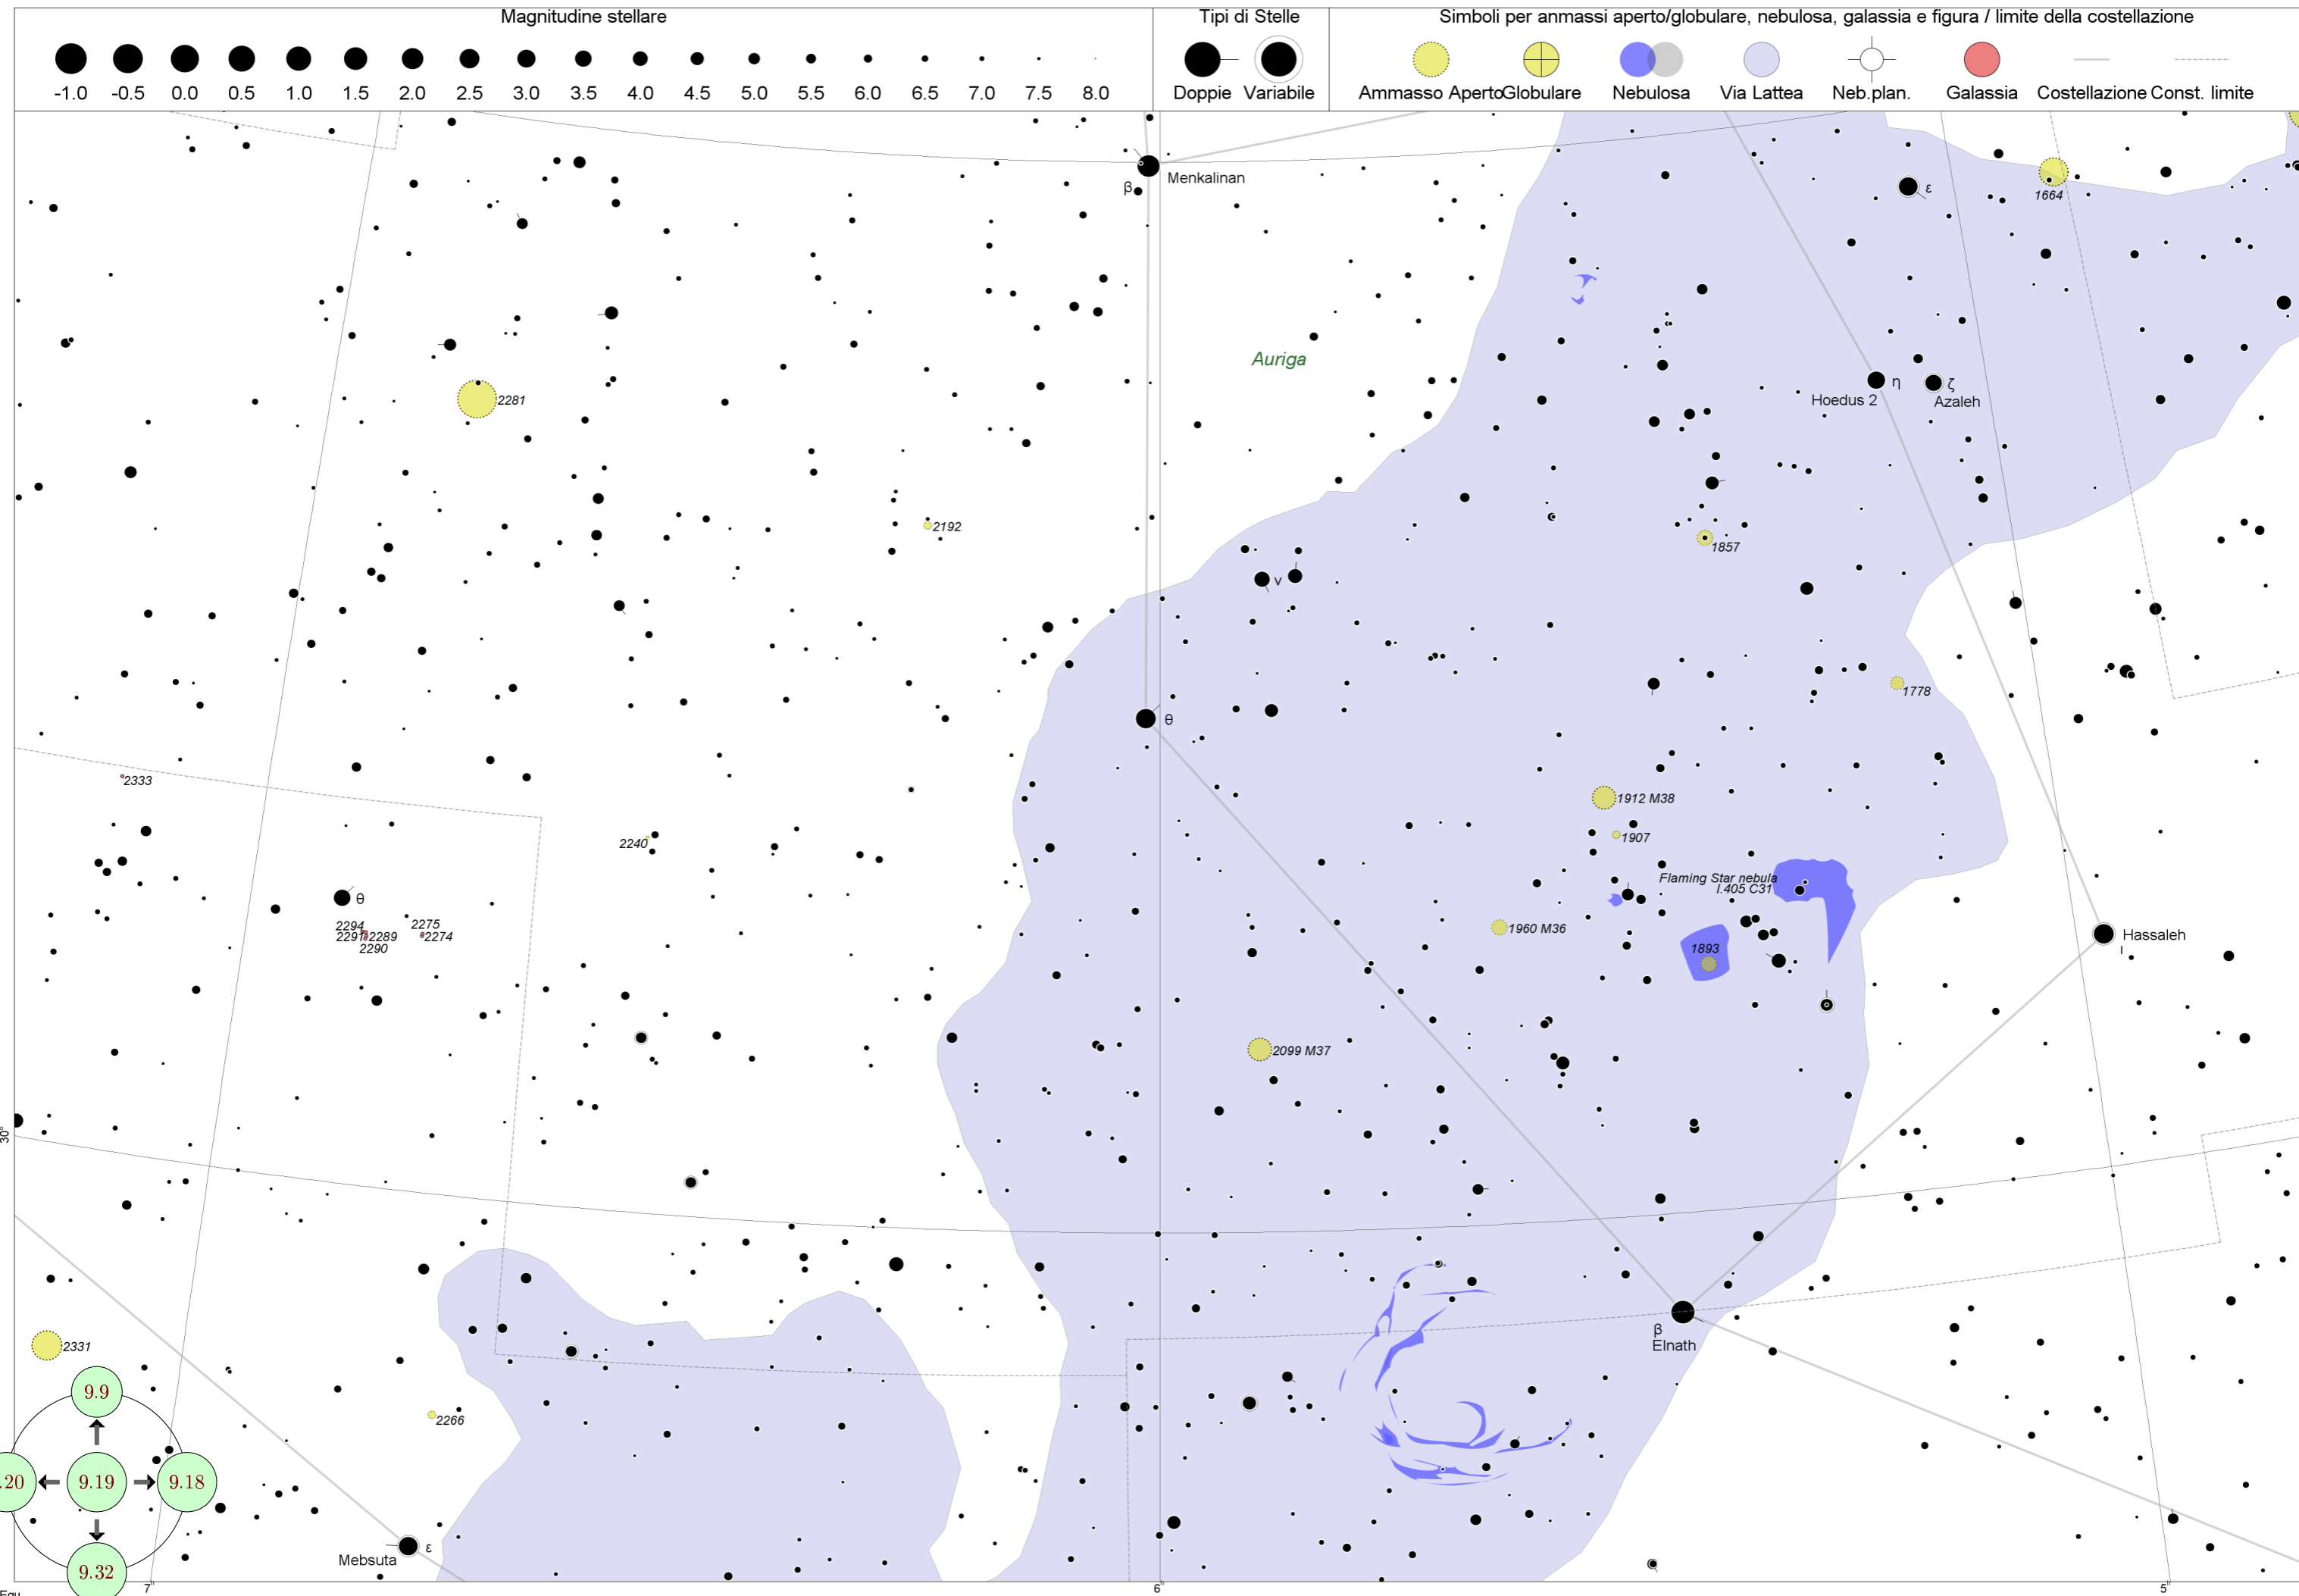 Magnitudine stellare
Tipi di Stelle
Simboli per anmassi aperto/globulare, nebulosa, galassia e figura / limite della costellazione
-1.0 -0.5 0.0 0.5 1.0 1.5 2.0 2.5 3.0 3.5 4.0 4.5 5.0 5.5 6.0 6.5 7.0 7.5 8.0
Doppie Variabile
Ammasso Aperto Globulare Nebulosa Via Lattea Neb.plan. Galassia Costellazione Const. limite
Menkalinan
β
ε
1664
Auriga
η
ζ
Hoedus 2
Azaleh
2281
2192
1857
ν
1778
θ
2333
1912 M38
1907
2240
Flaming Star nebula
I.405 C31
θ
2294
2275
2291
2289
2274
2290
1960 M36
1893
Hassaleh
ι
2099 M37
30°
β
Elnath
2331
9.9
2266
.20
9.19
9.18
Mebsuta
ε
9.32
7h
6h
5h